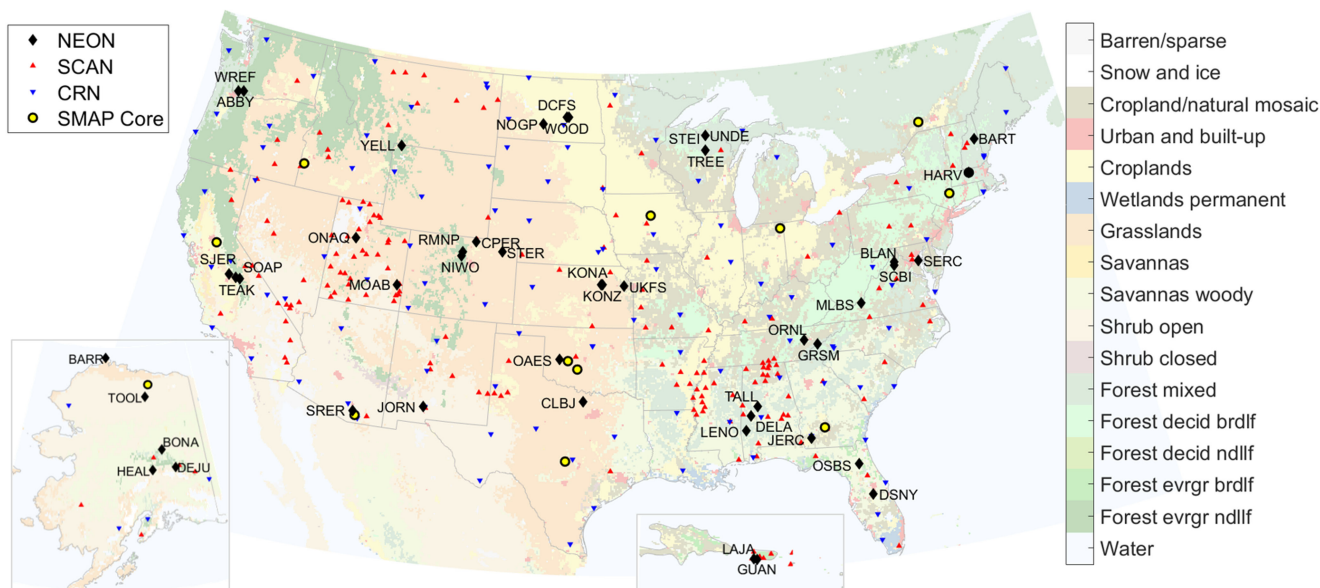 NEON
SCAN
CRN
SMAP Core
WREF
ABBY
YELL
NOGP
DCFS
WOOD
STEI
UNDE
TREE
BART
HARV
ONAQ
RMNP
CPER
STER
NIWO
MOAB
SJER
SOAP
TEAK
KONA
KONZ
UKFS
BLAN
SERC
SCBI
MLBS
ORNL
GRSM
OAES
CLBJ
SRER
JORN
TALL
DELA
LENO
JERC
OSBS
DSNY
BARR
TOOL
BONA
HEAL
DEJU
LAJA
GUAN
Barren/sparse
Snow and ice
Cropland/natural mosaic
Urban and built-up
Croplands
Wetlands permanent
Grasslands
Savannas
Savannas woody
Shrub open
Shrub closed
Forest mixed
Forest decid brdlf
Forest decid ndllf
Forest evrgr brdlf
Forest evrgr ndllf
Water